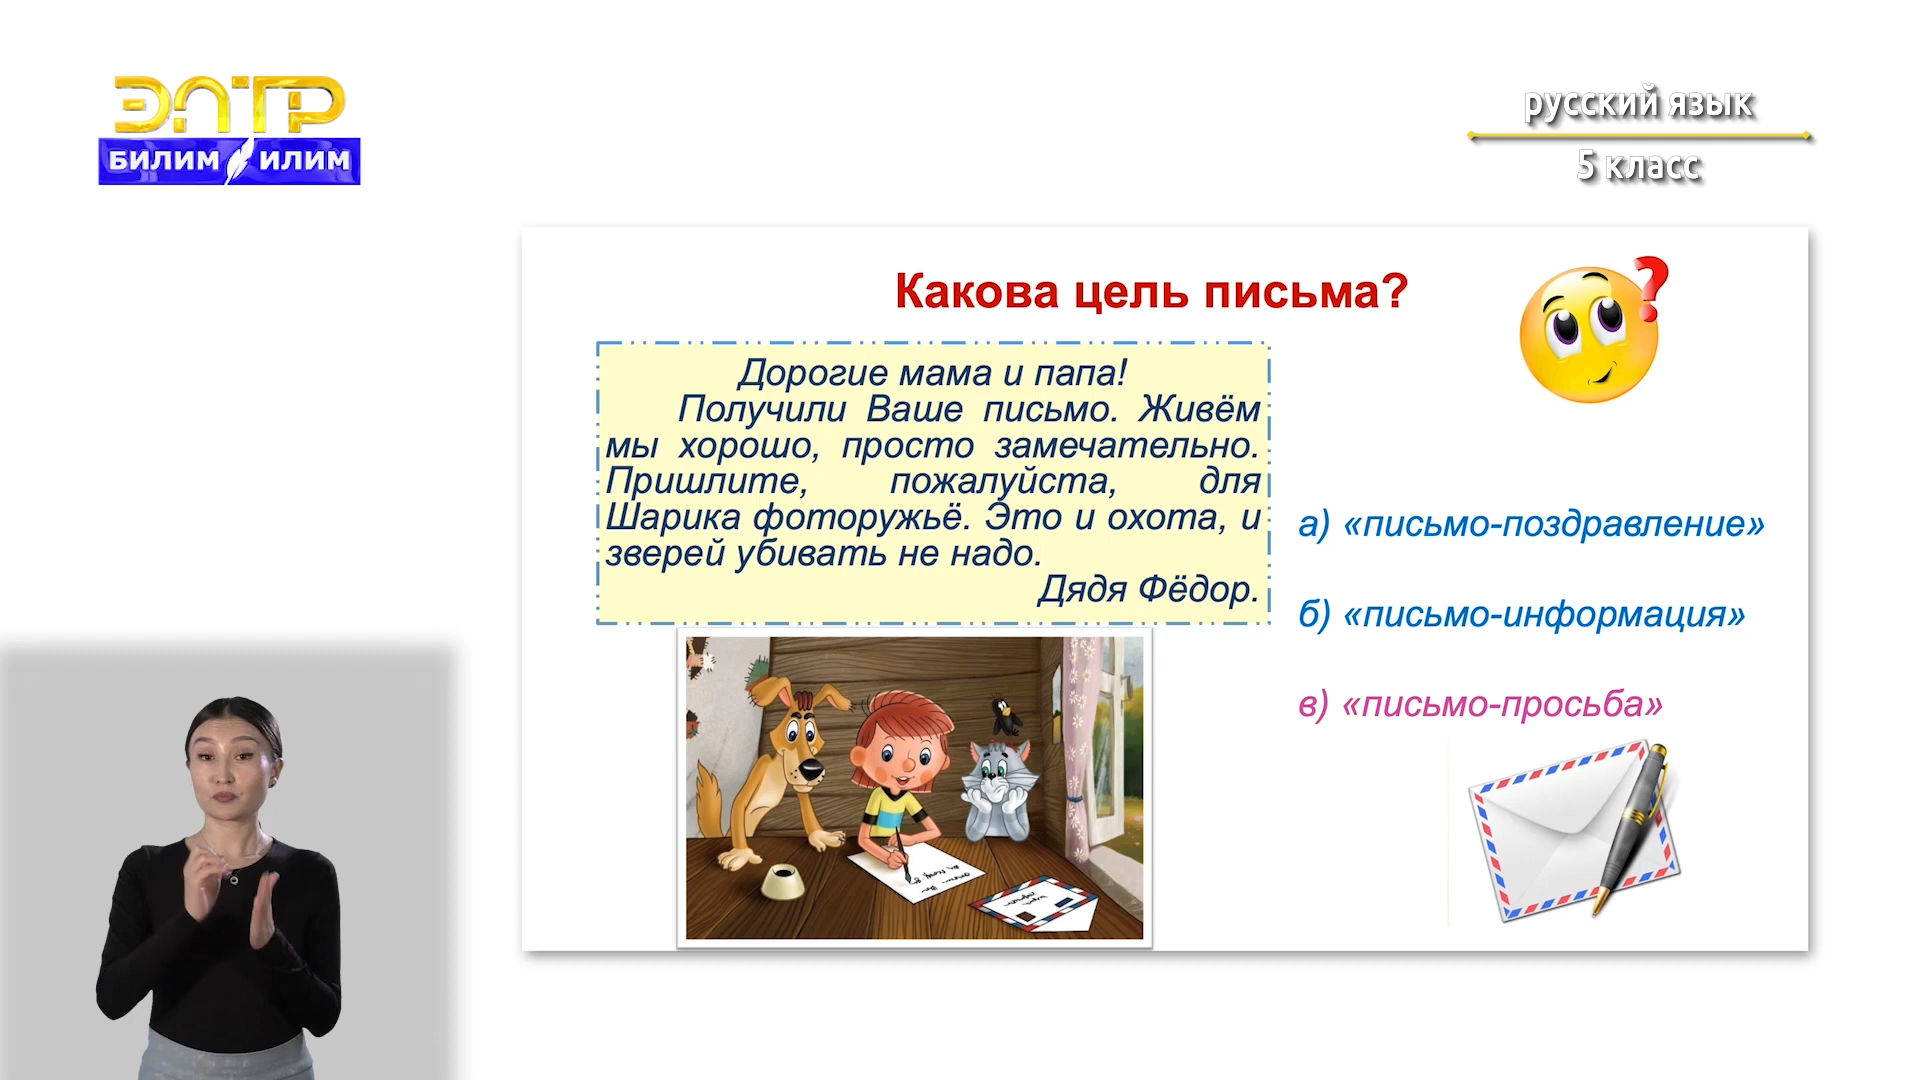 ЭЛТР
БИЛИМ ИЛИМ
русский язык
5 класс
Какова цель письма?
Дорогие мама и папа!
Получили Ваше письмо. Живём
мы хорошо, просто замечательно.
Пришлите, пожалуйста, для
Шарика фоторужьё. Это и охота, и
зверей убивать не надо.
Дядя Фёдор.
?
а) «письмо-поздравление»
б) «письмо-информация»
в) «письмо-просьба»